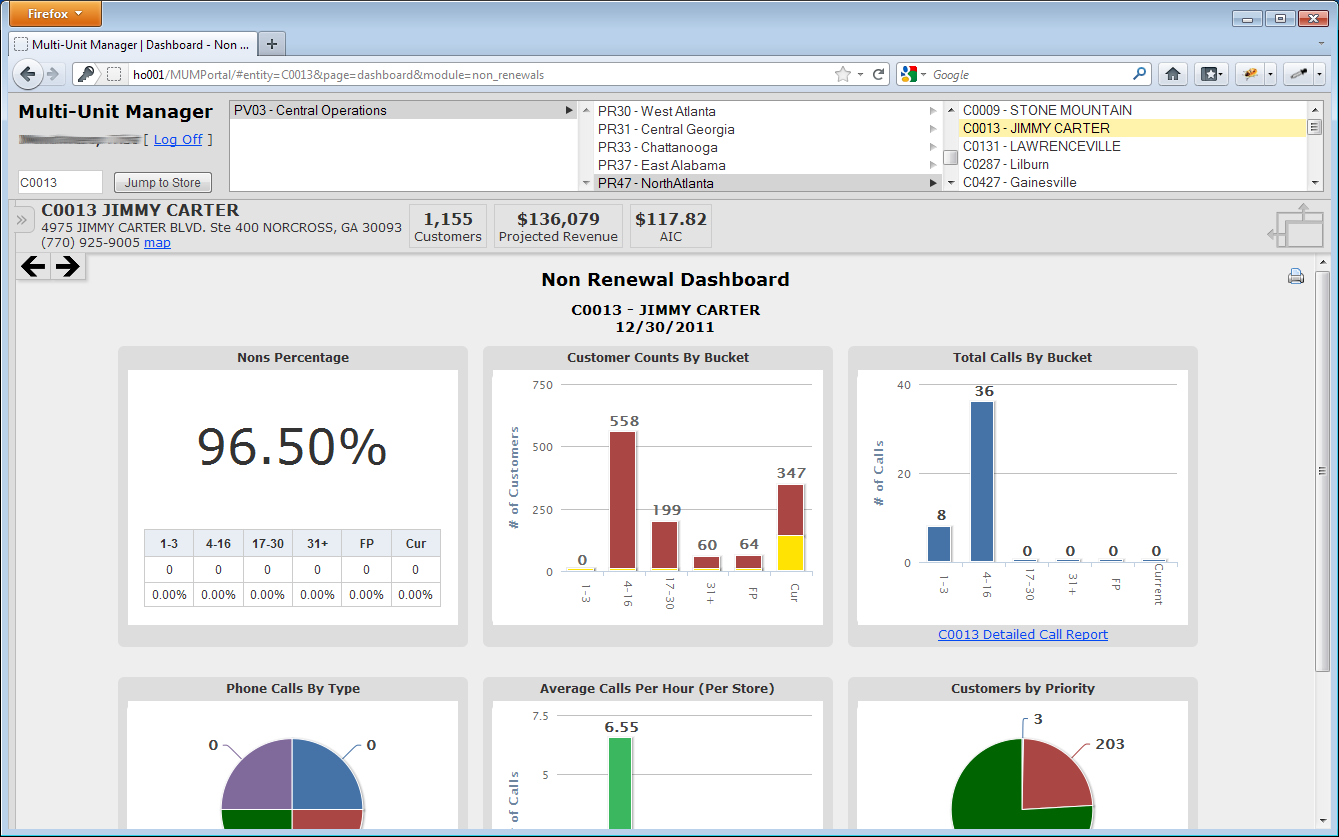 Firefox
Multi-Unit Manager | Dashboard - Non ...
ho001/MUMPortal/#entity=C0013&page=dashboard&module=non_renewals
Google
Multi-Unit Manager
[ Log Off ]
C0013 Jump to Store
PV03 - Central Operations
PR30 - West Atlanta
PR31 - Central Georgia
PR33 - Chattanooga
PR37 - East Alabama
PR47 - NorthAtlanta
C0009 - STONE MOUNTAIN
C0013 - JIMMY CARTER
C0131 - LAWRENCEVILLE
C0287 - Lilburn
C0427 - Gainesville
C0013 JIMMY CARTER
4975 JIMMY CARTER BLVD. Ste 400 NORCROSS, GA 30093
(770) 925-9005 map
1,155
Customers
$136,079
Projected Revenue
$117.82
AIC
Non Renewal Dashboard
C0013 - JIMMY CARTER
12/30/2011
Nons Percentage
96.50%
1-3 4-16 17-30 31+ FP Cur
0 0 0 0 0 0
0.00% 0.00% 0.00% 0.00% 0.00% 0.00%
Customer Counts By Bucket
# of Customers
750
500
250
0
0
558
199
60
64
347
1-3
4-16
17-30
31+
FP
Cur
Total Calls By Bucket
# of Calls
40
20
0
8
36
0
0
0
0
1-3
4-16
17-30
31+
FP
Current
C0013 Detailed Call Report
Phone Calls By Type
0
0
Average Calls Per Hour (Per Store)
7.5
5
6.55
of Calls
Customers by Priority
3
203